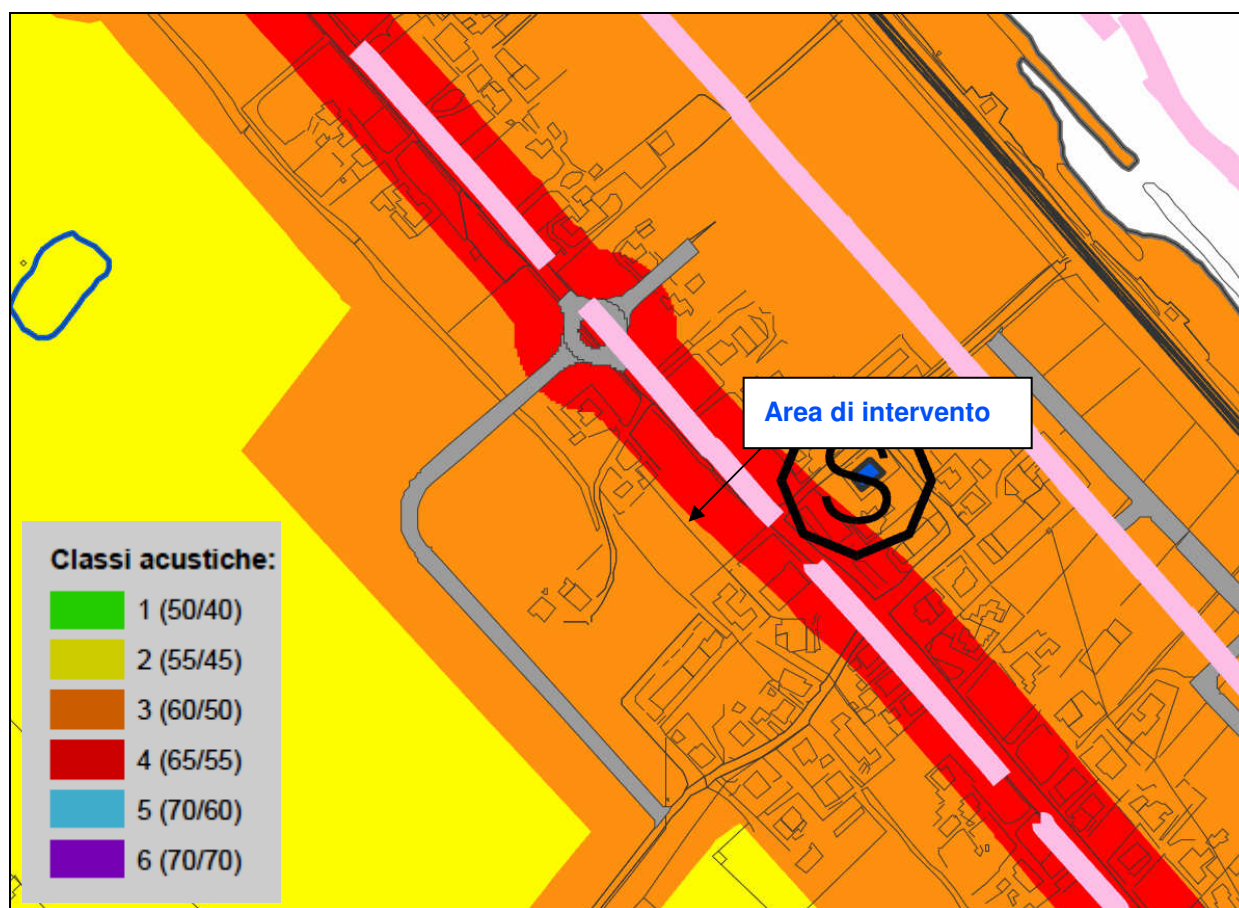 Area di intervento
S
Classi acustiche:
1 (50/40)
2 (55/45)
3 (60/50)
4 (65/55)
5 (70/60)
6 (70/70)